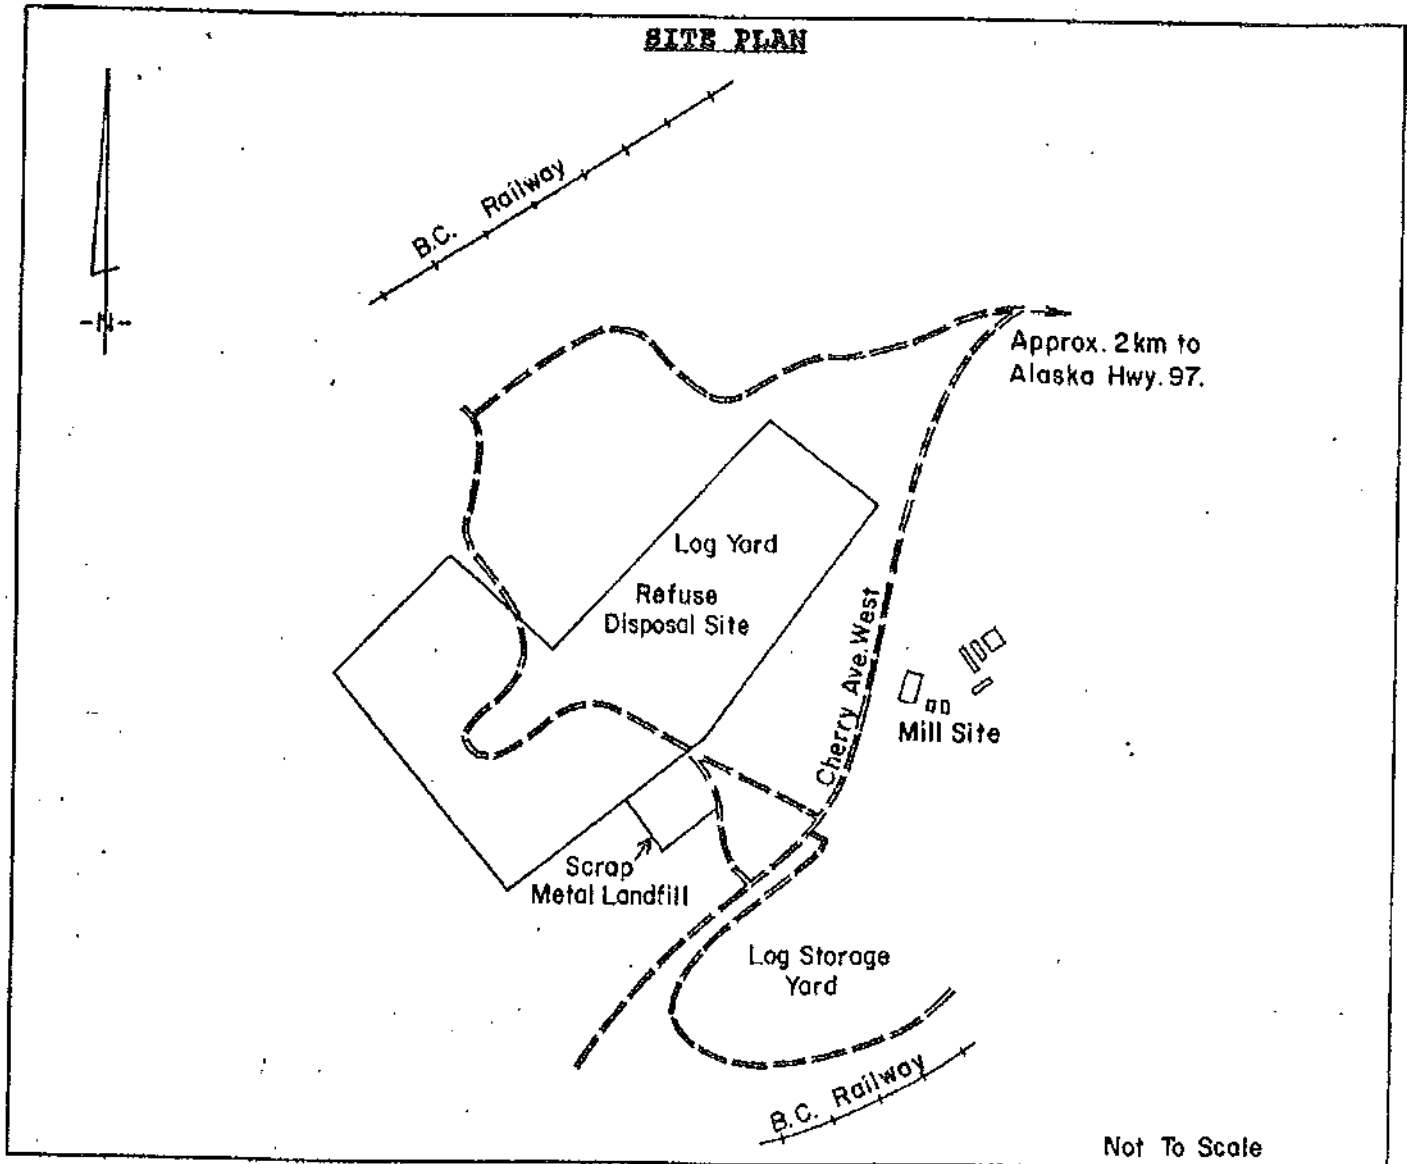 SITE PLAN
B.C. Railway
-N-
Approx. 2km to
Alaska Hwy. 97.
Log Yard
Refuse
Disposal Site
Cherry Ave. West
Mill Site
Scrap
Metal Landfill
Log Storage
Yard
B.C. Railway
Not To Scale